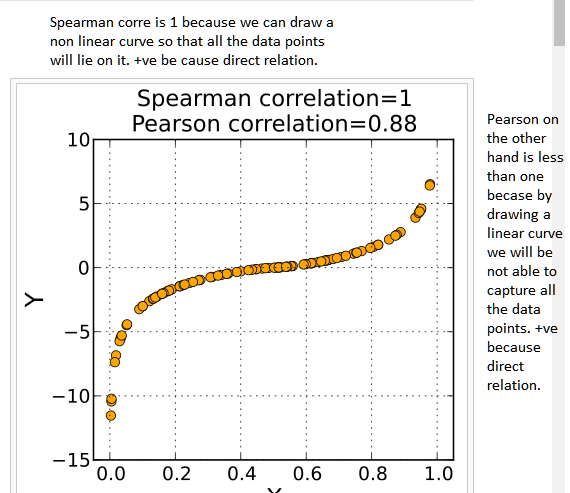 Spearman corre is 1 because we can draw a
non linear curve so that all the data points
will lie on it. +ve be cause direct relation.
Spearman correlation=1
Pearson correlation=0.88
Pearson on
the other
hand is less
than one
becase by
drawing a
linear curve
we will be
not able to
capture all
the data
points. +ve
because
direct
relation.
10
5
0
−5
−10
−15
Y
0.0 0.2 0.4 0.6 0.8 1.0